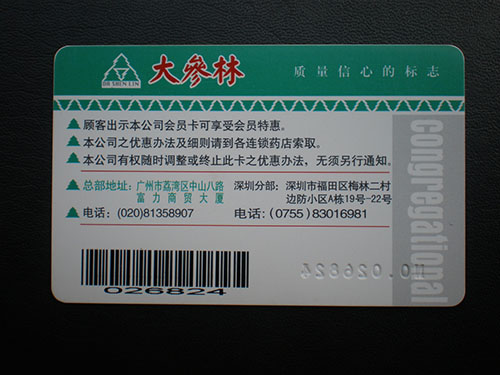 DR·SHEN·LIN
大參林
质量信心的标志
顾客出示本公司会员卡可享受会员特惠。
本公司之优惠办法及细则请到各连锁药店索取。
本公司有权随时调整或终止此卡之优惠办法,无须另行通知。
总部地址:广州市荔湾区中山八路
富力商贸大厦
深圳分部:深圳市福田区梅林二村
边防小区A栋19号-22号
电话:(020)81358907
电话:(0755)83016981
congregational
026824
NO.026824